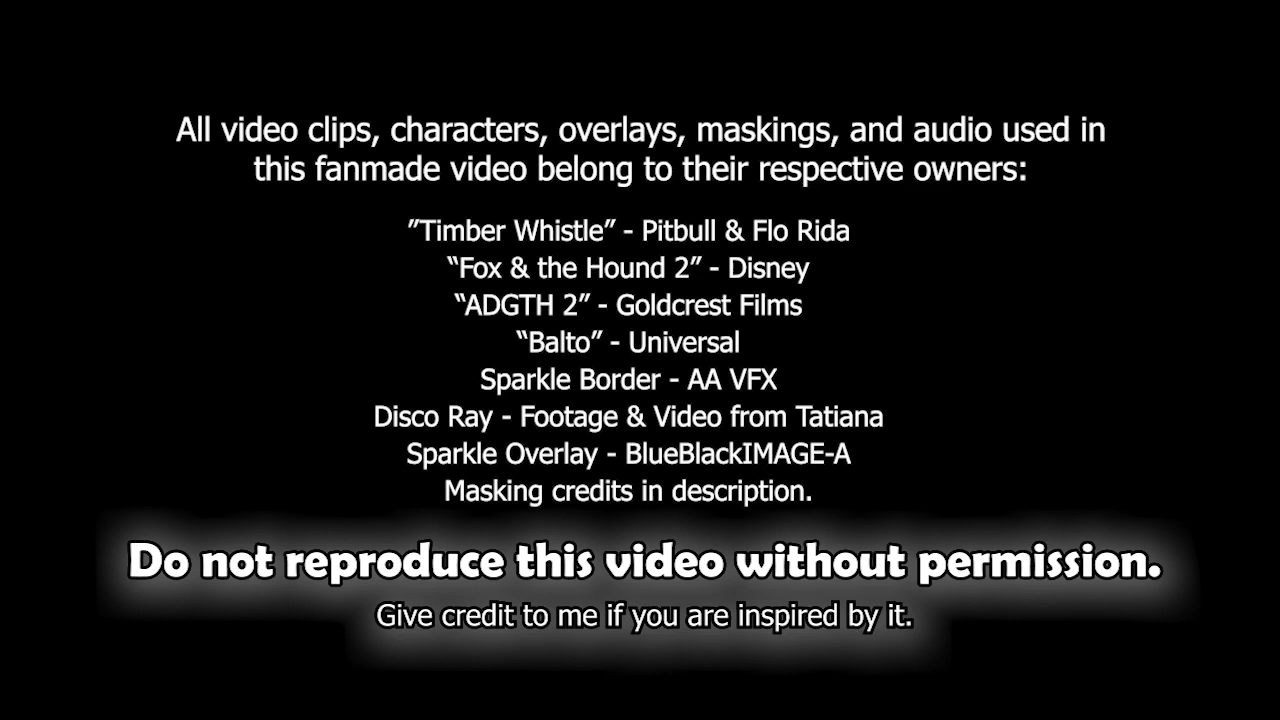 All video clips, characters, overlays, maskings, and audio used in
this fanmade video belong to their respective owners:
”Timber Whistle” - Pitbull & Flo Rida
“Fox & the Hound 2” - Disney
“ADGTH 2” - Goldcrest Films
“Balto” - Universal
Sparkle Border - AA VFX
Disco Ray - Footage & Video from Tatiana
Sparkle Overlay - BlueBlackIMAGE-A
Masking credits in description.
Do not reproduce this video without permission.
Give credit to me if you are inspired by it.